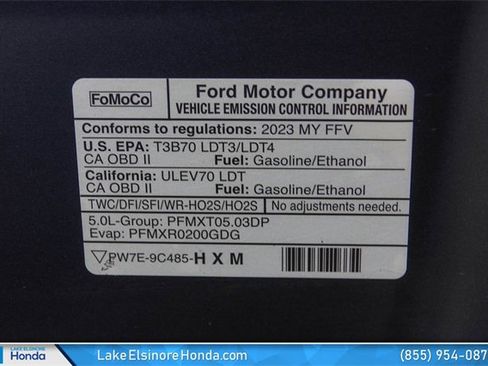 FoMoCo
Ford Motor Company
VEHICLE EMISSION CONTROL INFORMATION
Conforms to regulations: 2023 MY FFV
U.S. EPA: T3B70 LDT3/LDT4
CA OBD II Fuel: Gasoline/Ethanol
California: ULEV70 LDT
CA OBD II Fuel: Gasoline/Ethanol
TWC/DFI/SFI/WR-HO2S/HO2S No adjustments needed.
5.0L-Group: PFMXT05.03DP
Evap: PFMXR0200GDG
PW7E-9C485-HXM
Lake Elsinore
Honda
LakeElsinoreHonda.com
(855) 954-087